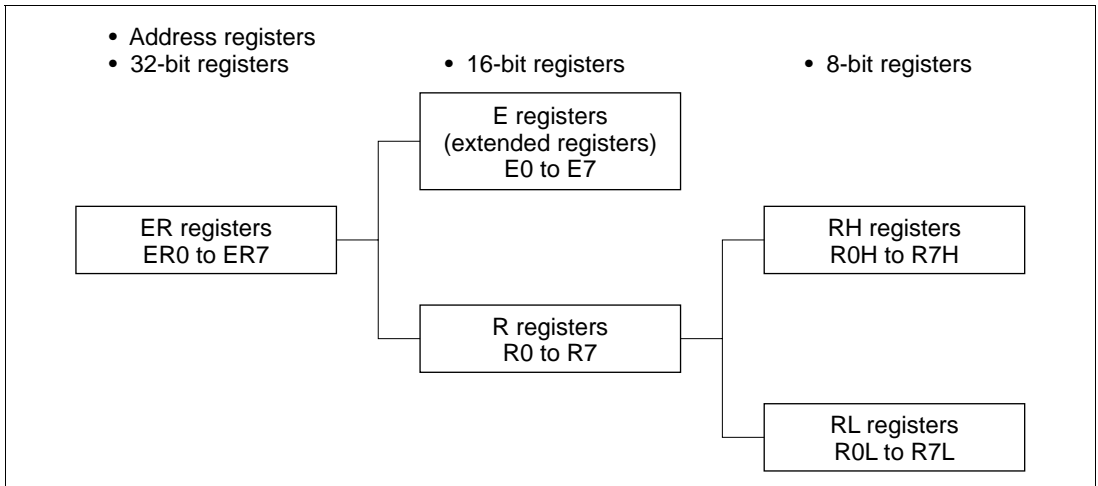 • Address registers
• 32-bit registers
• 16-bit registers
• 8-bit registers
E registers
(extended registers)
E0 to E7
ER registers
ER0 to ER7
RH registers
R0H to R7H
R registers
R0 to R7
RL registers
R0L to R7L